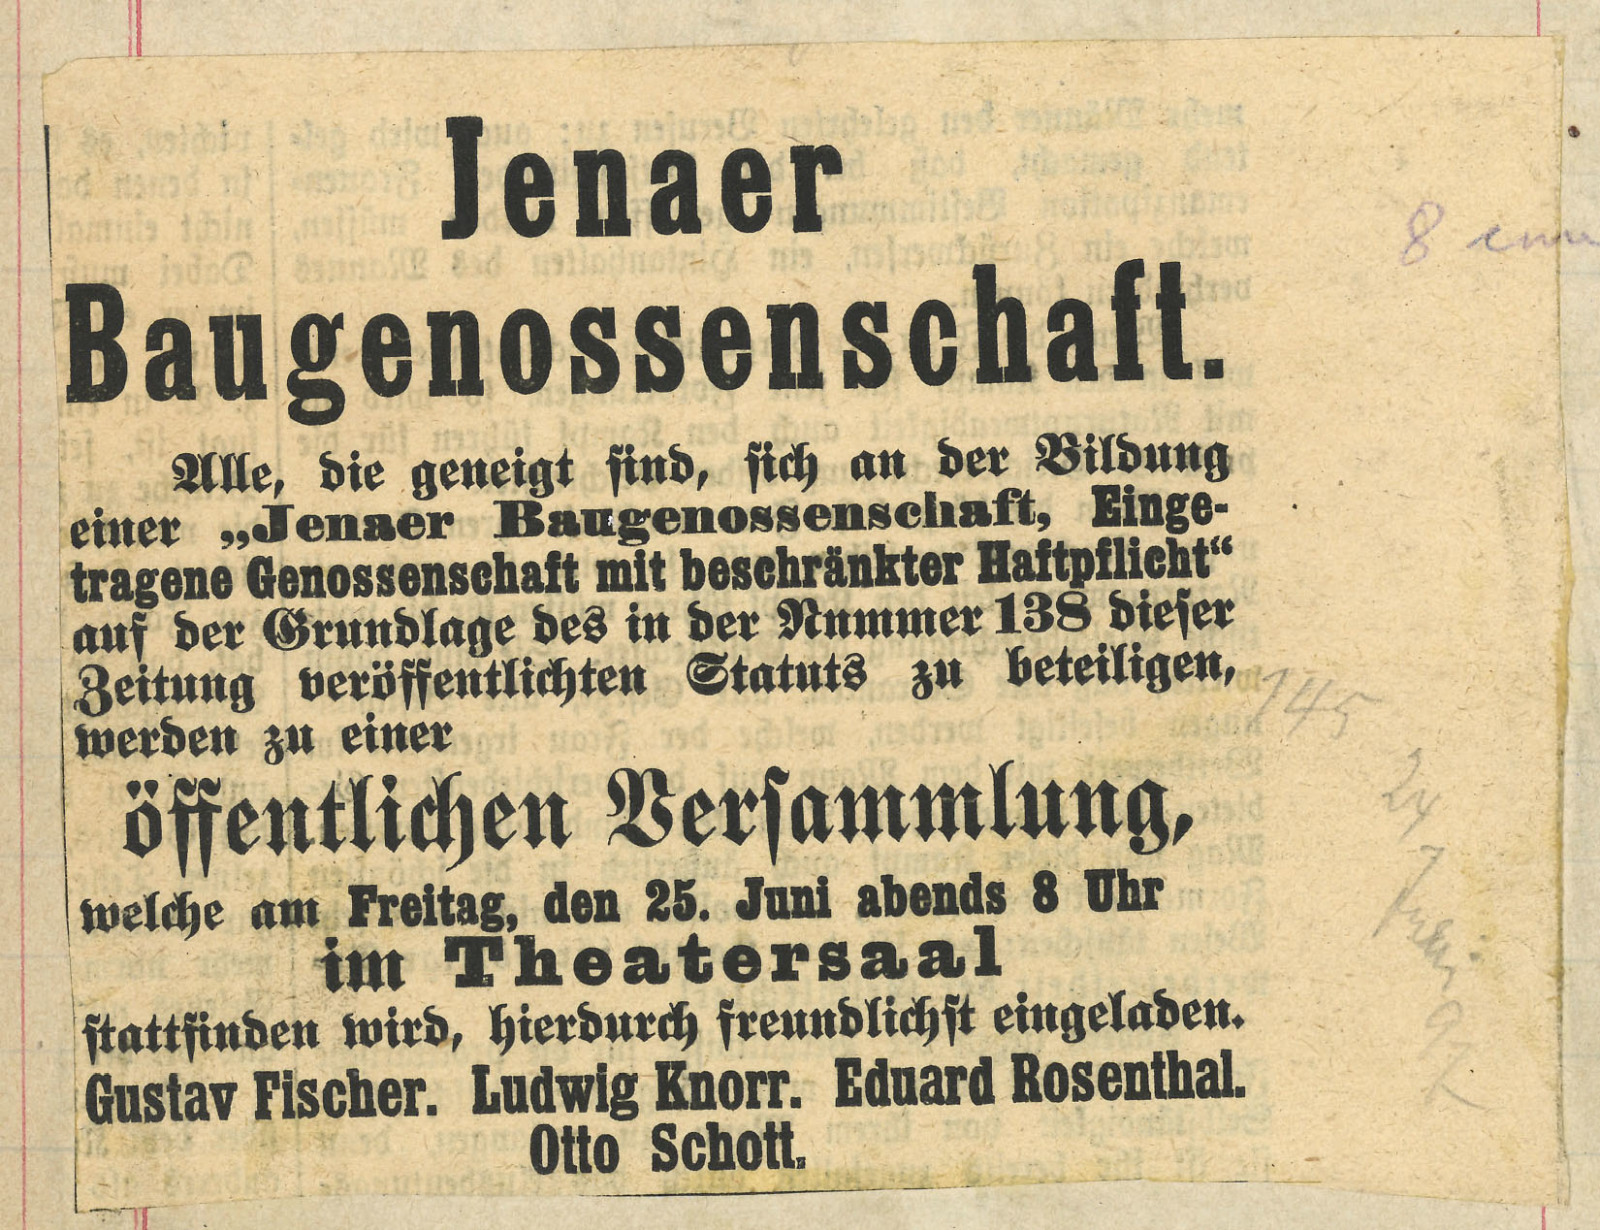 Jenaer
Baugenossenschaft.
Alle, die geneigt sind, sich an der Bildung
einer „Jenaer Baugenossenschaft, Einge-
tragene Genossenschaft mit beschränkter Haftpflicht“
auf der Grundlage des in der Nummer 138 dieser
Zeitung veröffentlichten Statuts zu beteiligen,
werden zu einer
öffentlichen Versammlung,
welche am Freitag, den 25. Juni abends 8 Uhr
im Theatersaal
stattfinden wird, hierdurch freundlichst eingeladen.
Gustav Fischer. Ludwig Knorr. Eduard Rosenthal.
Otto Schott.
8
145
24